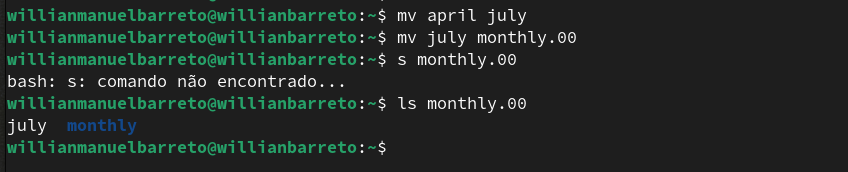 willianmanuelbarreto@willianbarreto:~$ mv april july
willianmanuelbarreto@willianbarreto:~$ mv july monthly.00
willianmanuelbarreto@willianbarreto:~$ s monthly.00
bash: s: comando não encontrado...
willianmanuelbarreto@willianbarreto:~$ ls monthly.00
july  monthly
willianmanuelbarreto@willianbarreto:~$